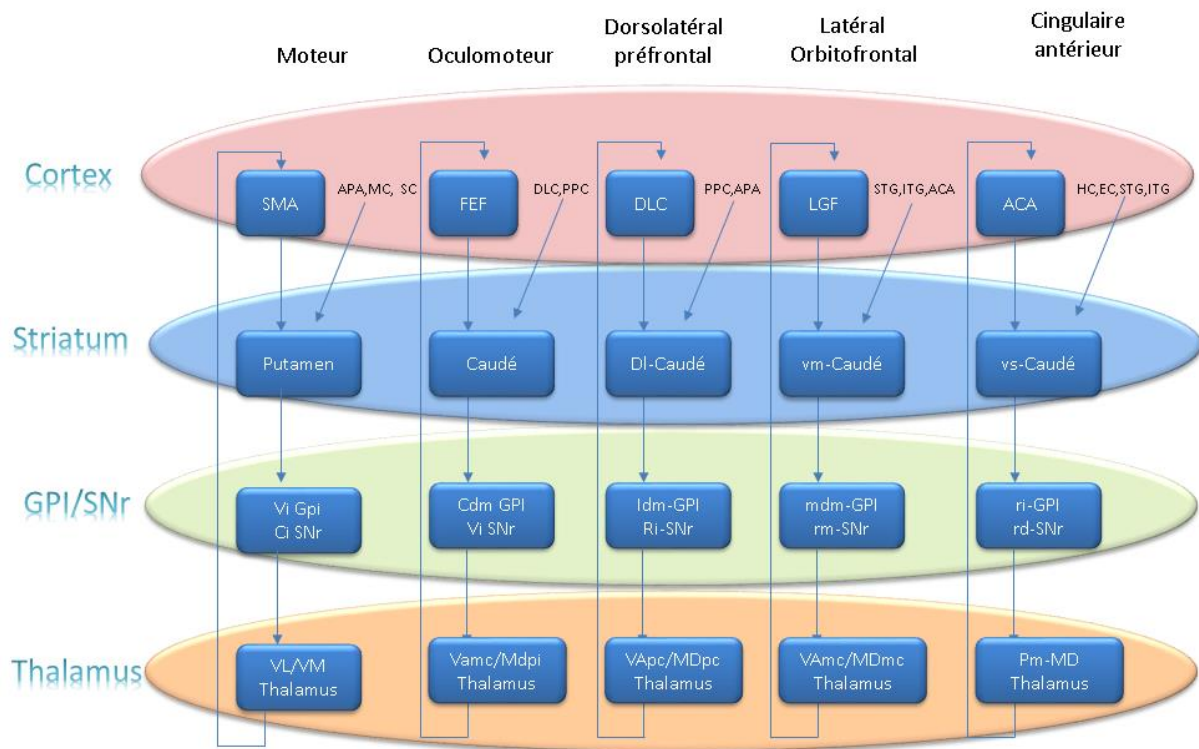 Moteur
Oculomoteur
Dorsolatéral
préfrontal
Latéral
Orbitofrontal
Cingulaire
antérieur
Cortex
SMA
APA,MC, SC
FEF
DLC,PPC
DLC
PPC,APA
LGF
STG,ITG,ACA
ACA
HC,EC,STG,ITG
Striatum
Putamen
Caudé
Dl-Caudé
vm-Caudé
vs-Caudé
GPI/SNr
Vi Gpi
Ci SNr
Cdm GPI
Vi SNr
ldm-GPI
Ri-SNr
mdm-GPI
rm-SNr
ri-GPI
rd-SNr
Thalamus
VL/VM
Thalamus
Vamc/Mdpi
Thalamus
VApc/MDpc
Thalamus
VAmc/MDmc
Thalamus
Pm-MD
Thalamus